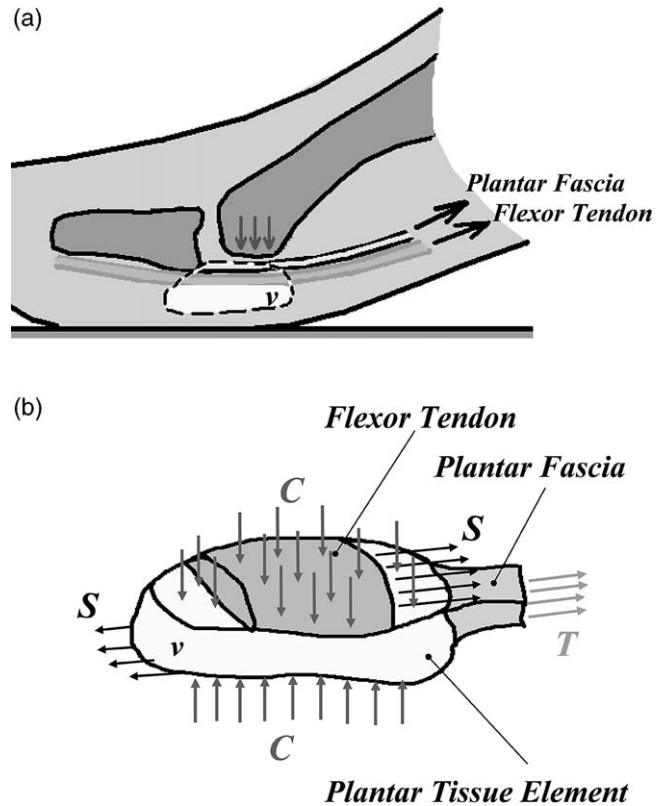 (a)
Plantar Fascia
Flexor Tendon
v
(b)
Flexor Tendon
Plantar Fascia
C
S
S
v
T
C
Plantar Tissue Element